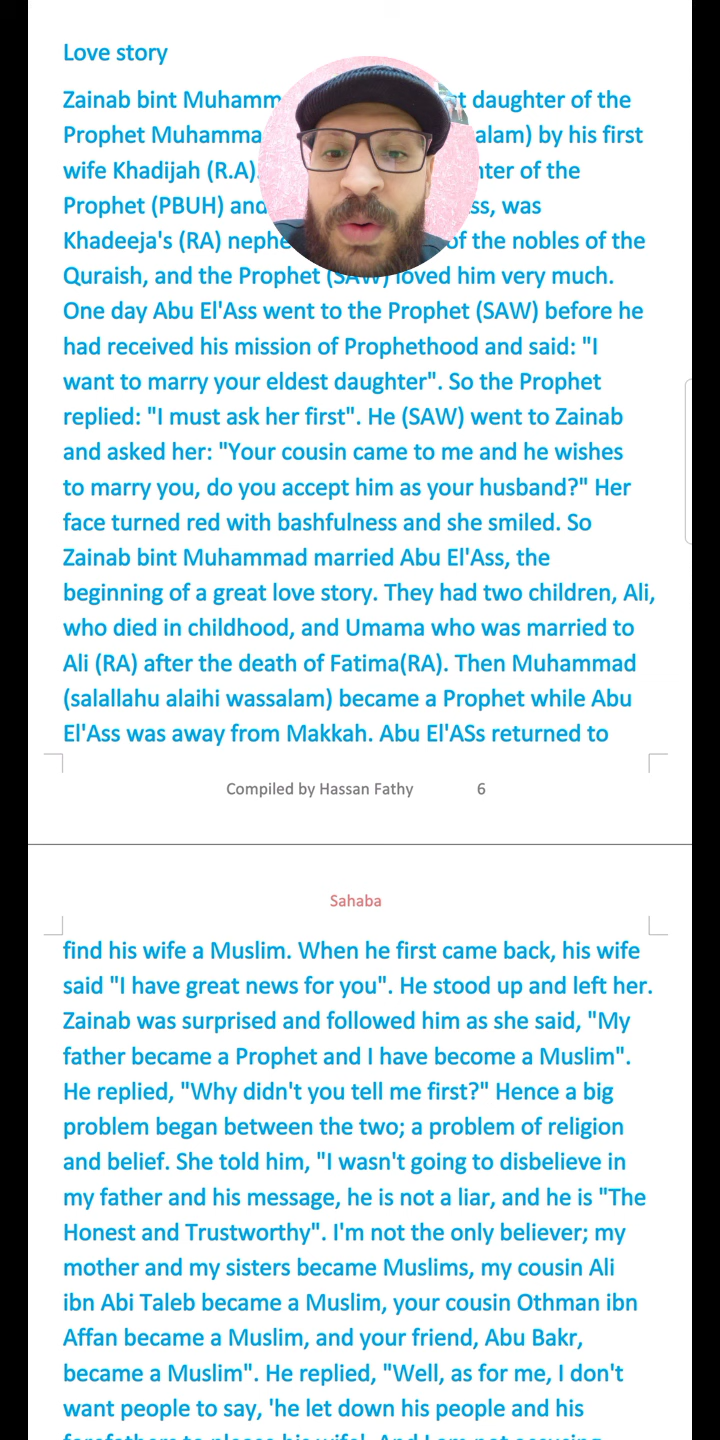 Love story
Zainab bint Muhamm st daughter of the
Prophet Muhamma alam) by his first
wife Khadijah (R.A) hter of the
Prophet (PBUH) and ss, was
Khadeeja's (RA) nephe of the nobles of the
Quraish, and the Prophet (SAW) loved him very much.
One day Abu El'Ass went to the Prophet (SAW) before he
had received his mission of Prophethood and said: "I
want to marry your eldest daughter". So the Prophet
replied: "I must ask her first". He (SAW) went to Zainab
and asked her: "Your cousin came to me and he wishes
to marry you, do you accept him as your husband?" Her
face turned red with bashfulness and she smiled. So
Zainab bint Muhammad married Abu El'Ass, the
beginning of a great love story. They had two children, Ali,
who died in childhood, and Umama who was married to
Ali (RA) after the death of Fatima(RA). Then Muhammad
(salallahu alaihi wassalam) became a Prophet while Abu
El'Ass was away from Makkah. Abu El'ASs returned to
Compiled by Hassan Fathy 6
Sahaba
find his wife a Muslim. When he first came back, his wife
said "I have great news for you". He stood up and left her.
Zainab was surprised and followed him as she said, "My
father became a Prophet and I have become a Muslim".
He replied, "Why didn't you tell me first?" Hence a big
problem began between the two; a problem of religion
and belief. She told him, "I wasn't going to disbelieve in
my father and his message, he is not a liar, and he is "The
Honest and Trustworthy". I'm not the only believer; my
mother and my sisters became Muslims, my cousin Ali
ibn Abi Taleb became a Muslim, your cousin Othman ibn
Affan became a Muslim, and your friend, Abu Bakr,
became a Muslim". He replied, "Well, as for me, I don't
want people to say, 'he let down his people and his
forefathers to please his wife'. And I am not accusing